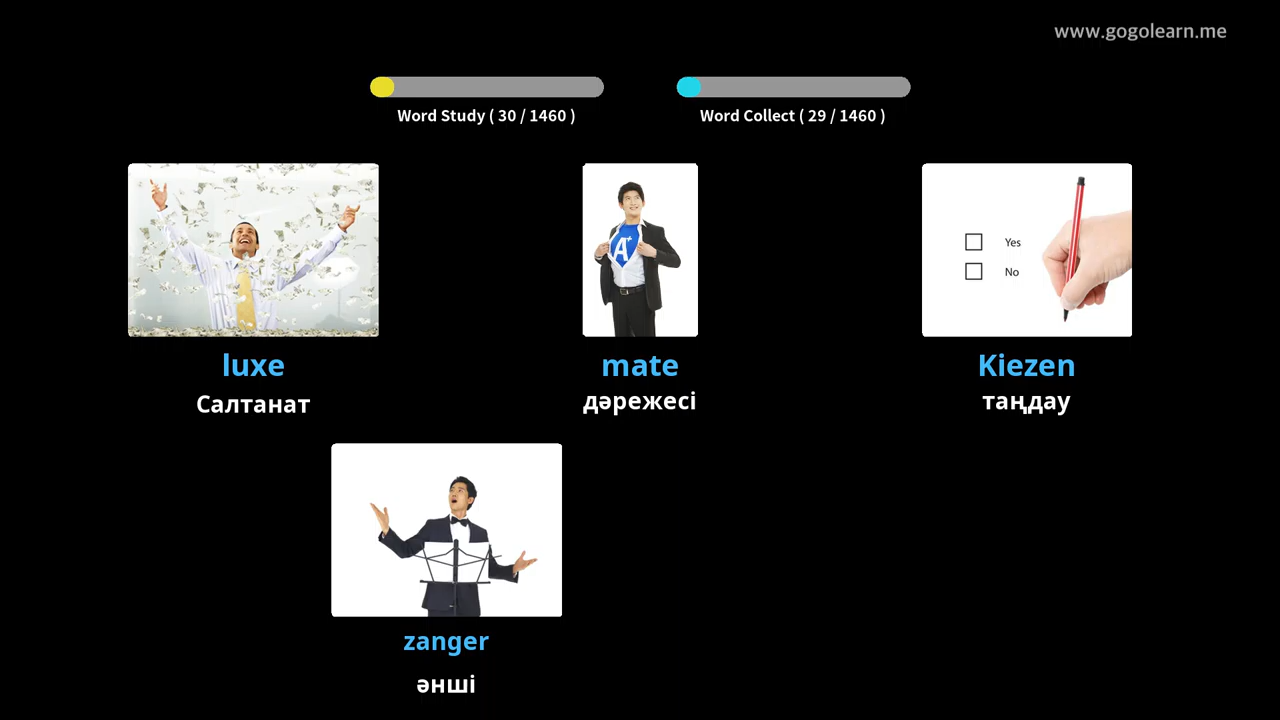 www.gogolearn.me
Word Study ( 30 / 1460 )
Word Collect ( 29 / 1460 )
A+
Yes
No
luxe
Салтанат
mate
дәрежесі
Kiezen
таңдау
zanger
әнші